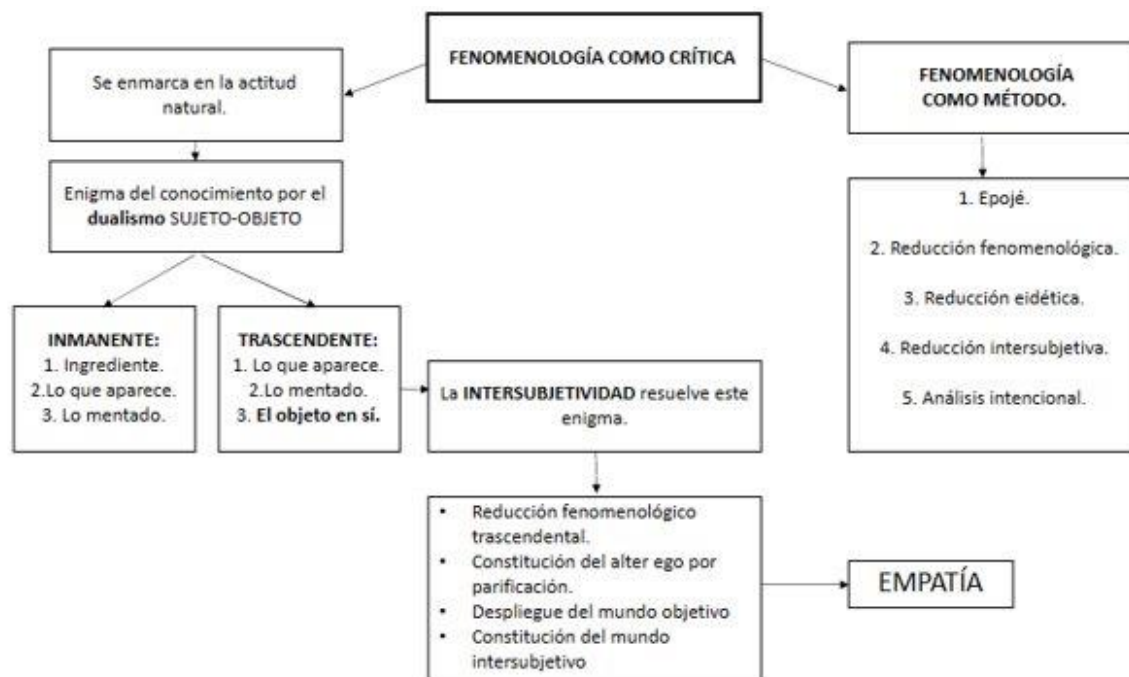 FENOMENOLOGÍA COMO CRÍTICA
Se enmarca en la actitud
natural.
Enigma del conocimiento por el
dualismo SUJETO-OBJETO
INMANENTE:
1. Ingrediente.
2.Lo que aparece.
3. Lo mentado.
TRASCENDENTE:
1. Lo que aparece.
2.Lo mentado.
3. El objeto en sí.
La INTERSUBJETIVIDAD resuelve este
enigma.
• Reducción fenomenológico
trascendental.
• Constitución del alter ego por
parificación.
• Despliegue del mundo objetivo
• Constitución del mundo
intersubjetivo
EMPATÍA
FENOMENOLOGÍA
COMO MÉTODO.
1. Epojé.
2. Reducción fenomenológica.
3. Reducción eidética.
4. Reducción intersubjetiva.
5. Análisis intencional.